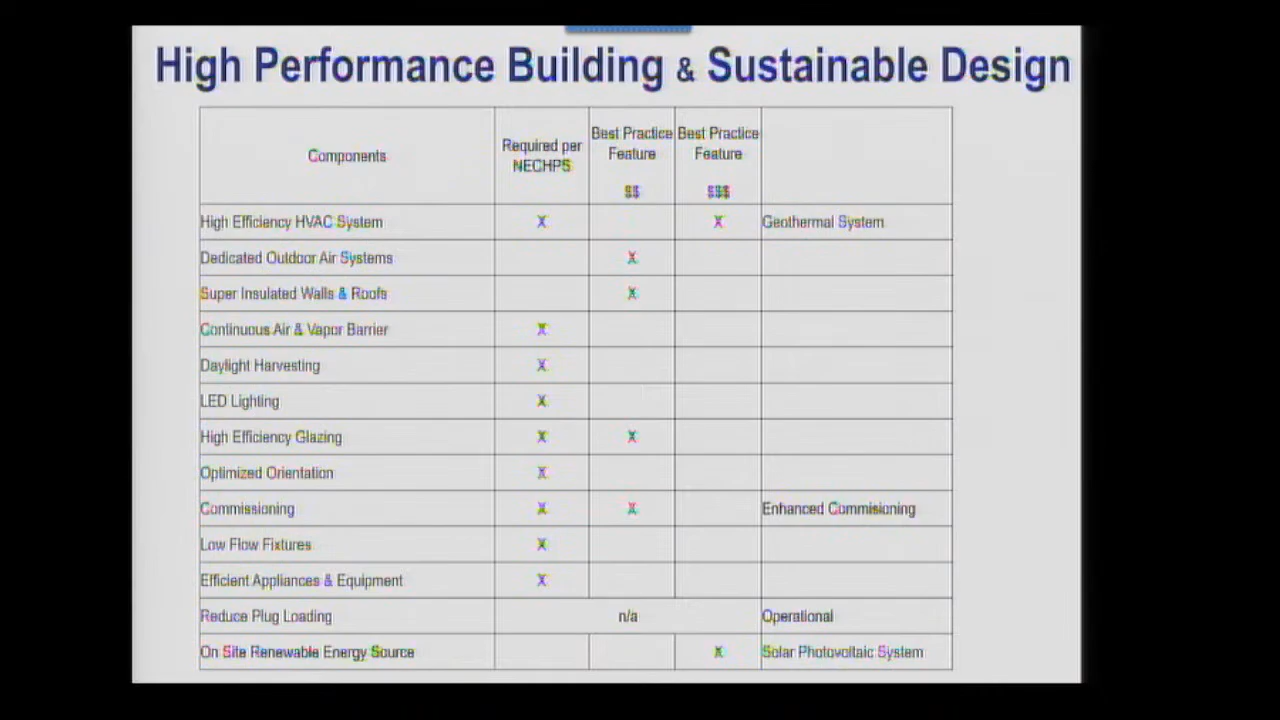 High Performance Building & Sustainable Design
Components
Required per
NECHPS
Best Practice
Feature
$$
Best Practice
Feature
$$$
High Efficiency HVAC System X X Geothermal System
Dedicated Outdoor Air Systems X
Super Insulated Walls & Roofs X
Continuous Air & Vapor Barrier X
Daylight Harvesting X
LED Lighting X
High Efficiency Glazing X X
Optimized Orientation X
Commissioning X X Enhanced Commisioning
Low Flow Fixtures X
Efficient Appliances & Equipment X
Reduce Plug Loading n/a Operational
On Site Renewable Energy Source X Solar Photovoltaic System